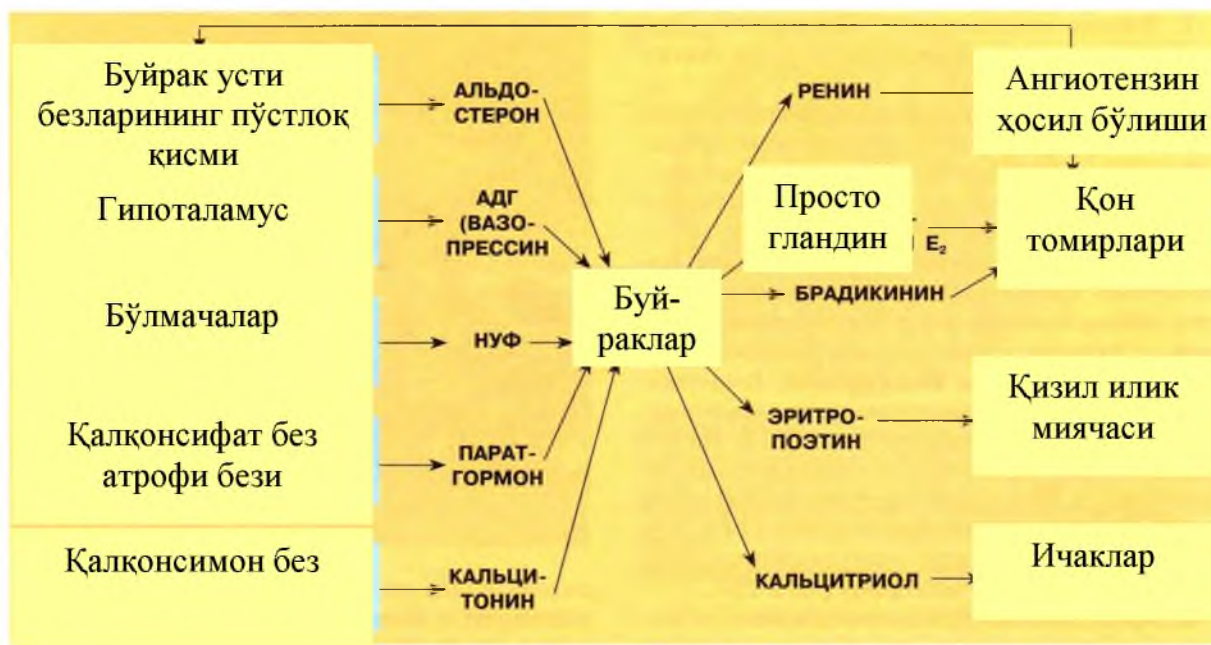 Буйрак усти
безларининг пўстлоқ
қисми
Гипоталамус
Бўлмачалар
Қалқонсифат без
атрофи бези
Қалқонсимон без
АЛЬДО-
СТЕРОН
АДГ
(ВАЗО-
ПРЕССИН
НУФ
ПАРАТ-
ГОРМОН
КАЛЬЦИ-
ТОНИН
Буй-
раклар
РЕНИН
Просто
гландин
E₂
БРАДИКИНИН
ЭРИТРО-
ПОЭТИН
КАЛЬЦИТРИОЛ
Ангиотензин
ҳосил бўлиши
Қон
томирлари
Қизил илик
миячаси
Ичаклар